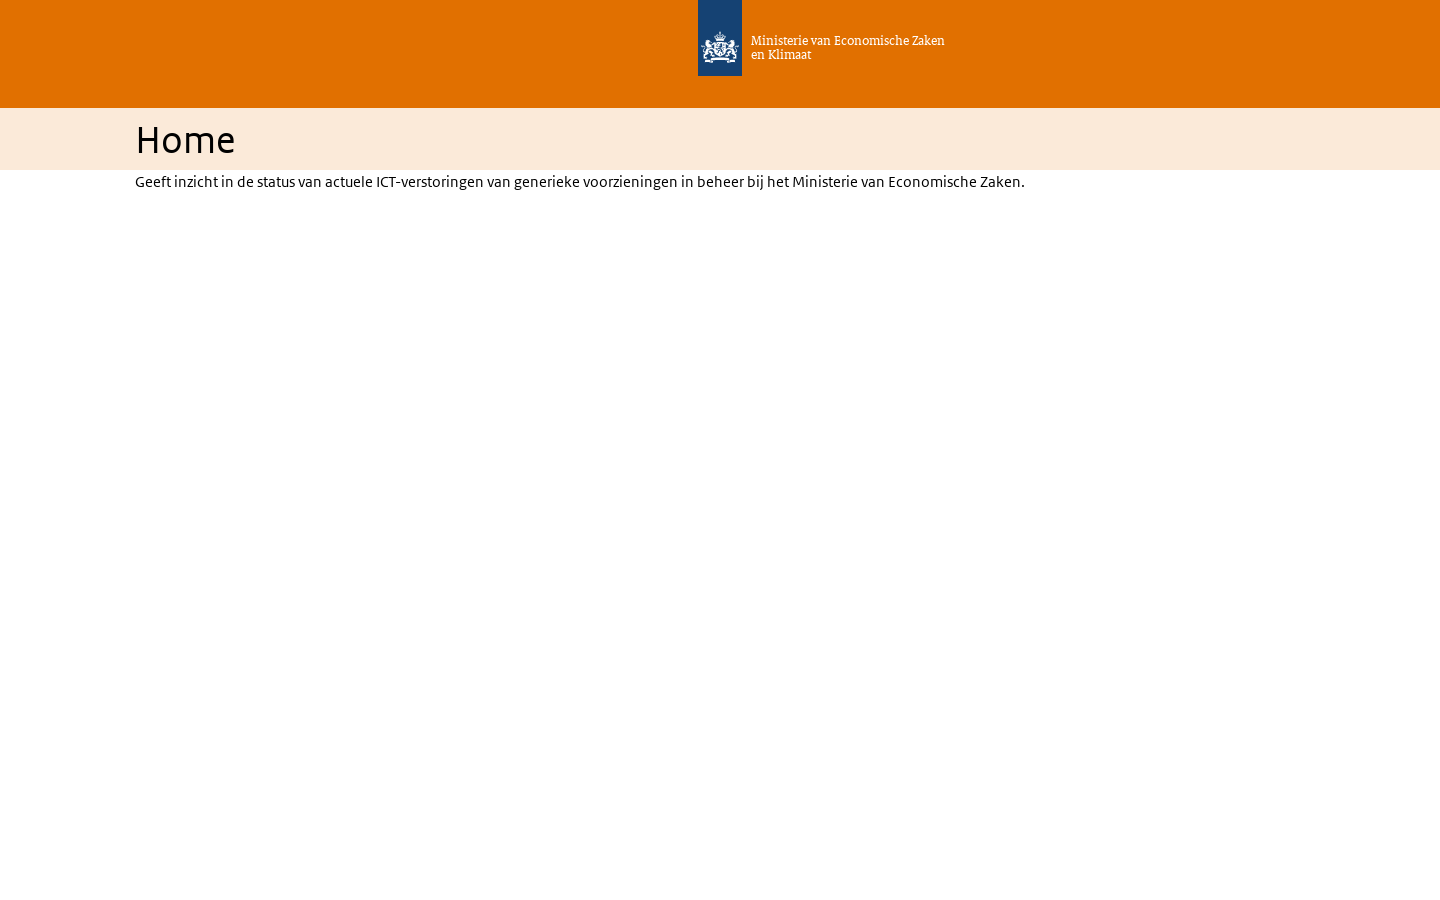 Ministerie van Economische Zaken
en Klimaat
Home
Geeft inzicht in de status van actuele ICT-verstoringen van generieke voorzieningen in beheer bij het Ministerie van Economische Zaken.